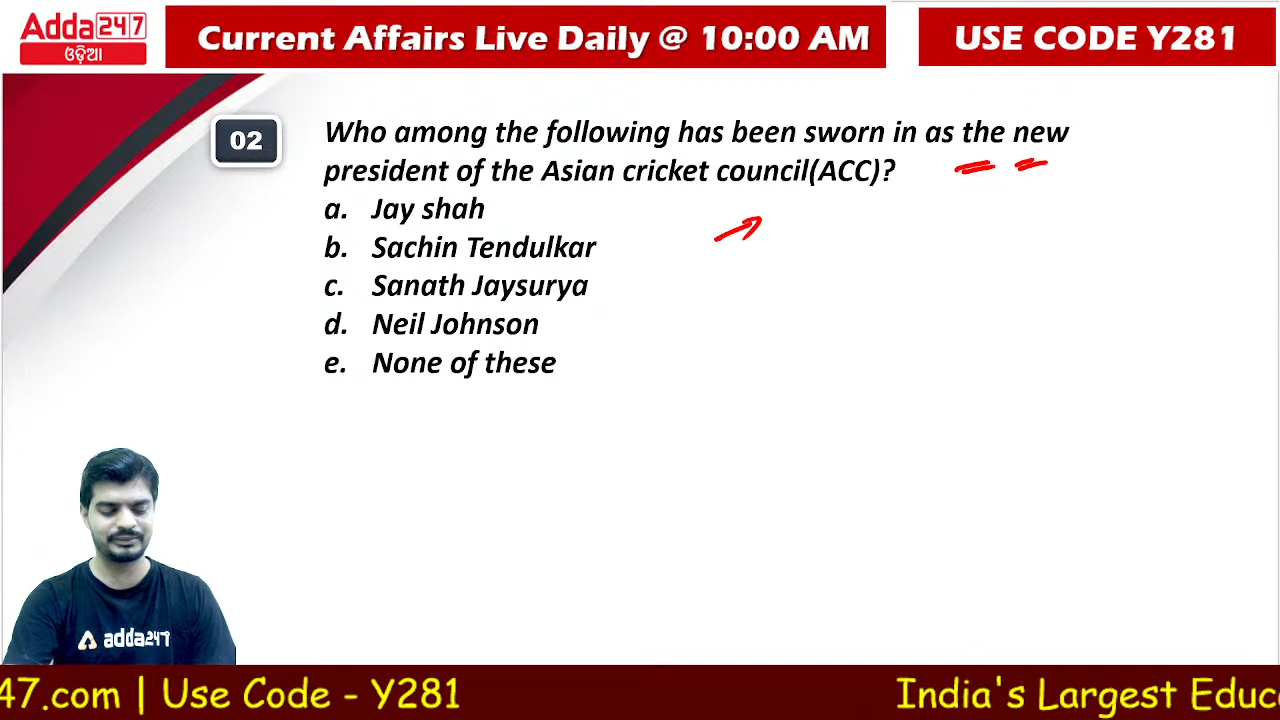 Adda247
ଓଡ଼ିଆ
Current Affairs Live Daily @ 10:00 AM
USE CODE Y281
02
Who among the following has been sworn in as the new
president of the Asian cricket council(ACC)?
a. Jay shah
b. Sachin Tendulkar
c. Sanath Jaysurya
d. Neil Johnson
e. None of these
adda247
47.com | Use Code - Y281
India's Largest Educ